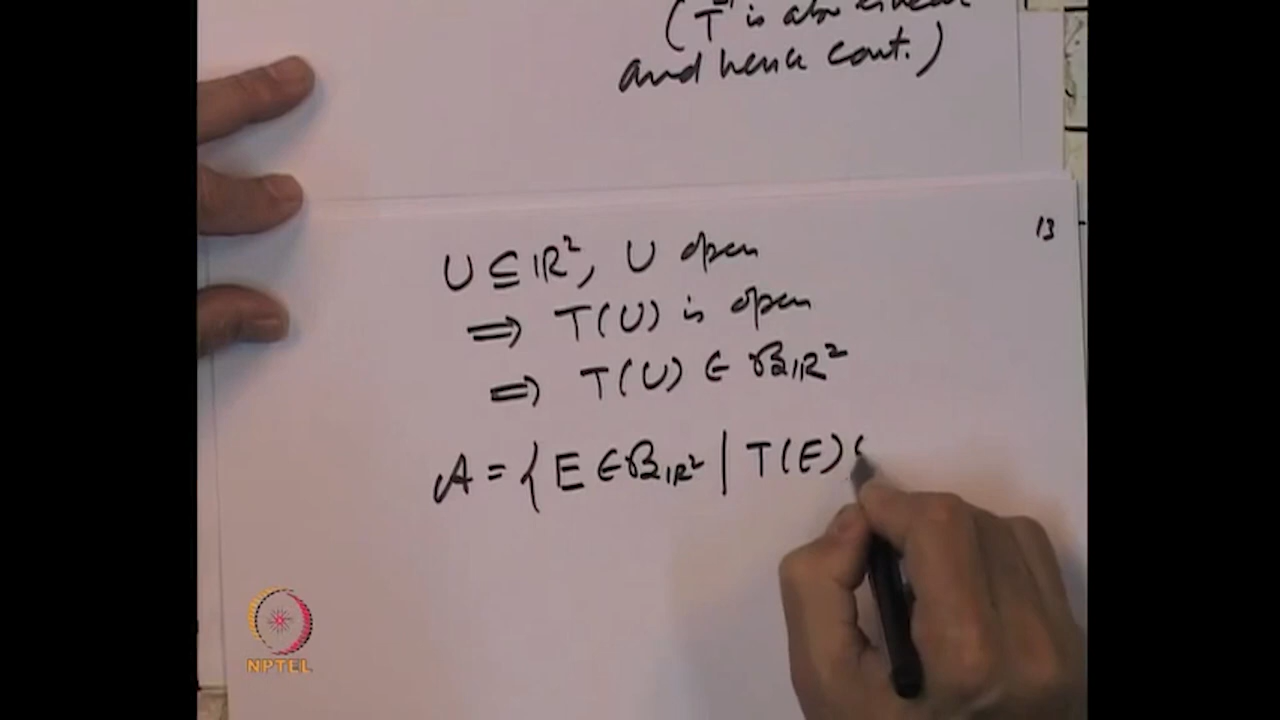 (T⁻¹ is also linear
and hence cont.)
13
U ⊆ ℝ², U open
⟹ T(U) is open
⟹ T(U) ∈ 𝓑ℝ²
𝒜 = { E ∈ 𝓑ℝ² | T(E) ∈
NPTEL